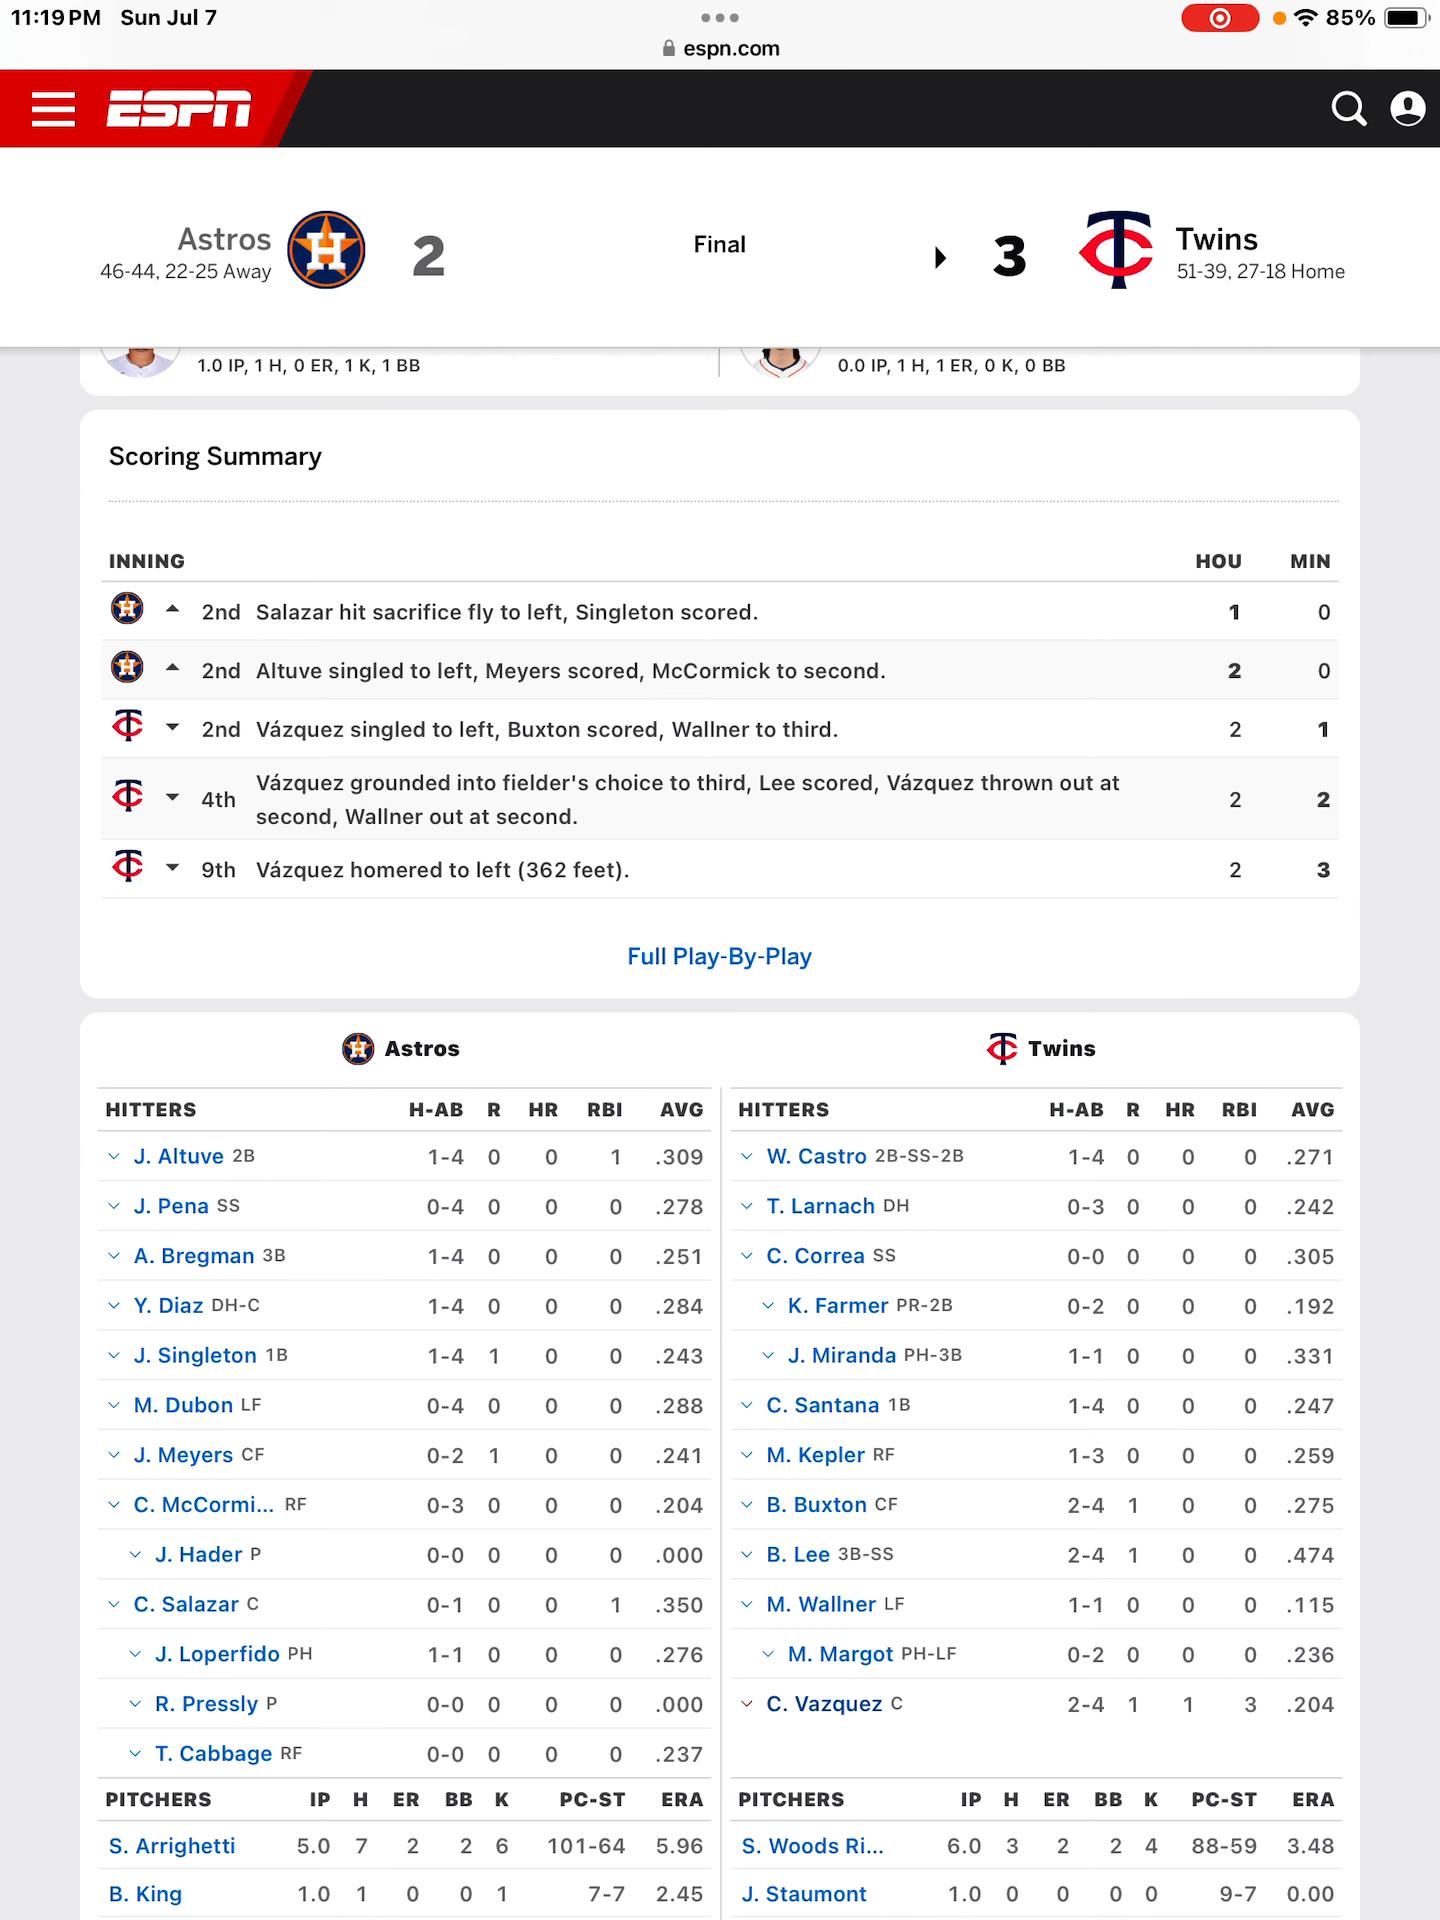 11:19 PM Sun Jul 7
85%
espn.com
ESPN
Astros
46-44, 22-25 Away
2
Final
3
Twins
51-39, 27-18 Home
1.0 IP, 1 H, 0 ER, 1 K, 1 BB
0.0 IP, 1 H, 1 ER, 0 K, 0 BB
Scoring Summary
INNING HOU MIN
2nd Salazar hit sacrifice fly to left, Singleton scored. 1 0
2nd Altuve singled to left, Meyers scored, McCormick to second. 2 0
2nd Vázquez singled to left, Buxton scored, Wallner to third. 2 1
4th Vázquez grounded into fielder's choice to third, Lee scored, Vázquez thrown out at
second, Wallner out at second. 2 2
9th Vázquez homered to left (362 feet). 2 3
Full Play-By-Play
Astros
HITTERS H-AB R HR RBI AVG
J. Altuve 2B 1-4 0 0 1 .309
J. Pena SS 0-4 0 0 0 .278
A. Bregman 3B 1-4 0 0 0 .251
Y. Diaz DH-C 1-4 0 0 0 .284
J. Singleton 1B 1-4 1 0 0 .243
M. Dubon LF 0-4 0 0 0 .288
J. Meyers CF 0-2 1 0 0 .241
C. McCormi... RF 0-3 0 0 0 .204
J. Hader P 0-0 0 0 0 .000
C. Salazar C 0-1 0 0 1 .350
J. Loperfido PH 1-1 0 0 0 .276
R. Pressly P 0-0 0 0 0 .000
T. Cabbage RF 0-0 0 0 0 .237
PITCHERS IP H ER BB K PC-ST ERA
S. Arrighetti 5.0 7 2 2 6 101-64 5.96
B. King 1.0 1 0 0 1 7-7 2.45
Twins
HITTERS H-AB R HR RBI AVG
W. Castro 2B-SS-2B 1-4 0 0 0 .271
T. Larnach DH 0-3 0 0 0 .242
C. Correa SS 0-0 0 0 0 .305
K. Farmer PR-2B 0-2 0 0 0 .192
J. Miranda PH-3B 1-1 0 0 0 .331
C. Santana 1B 1-4 0 0 0 .247
M. Kepler RF 1-3 0 0 0 .259
B. Buxton CF 2-4 1 0 0 .275
B. Lee 3B-SS 2-4 1 0 0 .474
M. Wallner LF 1-1 0 0 0 .115
M. Margot PH-LF 0-2 0 0 0 .236
C. Vazquez C 2-4 1 1 3 .204
PITCHERS IP H ER BB K PC-ST ERA
S. Woods Ri... 6.0 3 2 2 4 88-59 3.48
J. Staumont 1.0 0 0 0 0 9-7 0.00